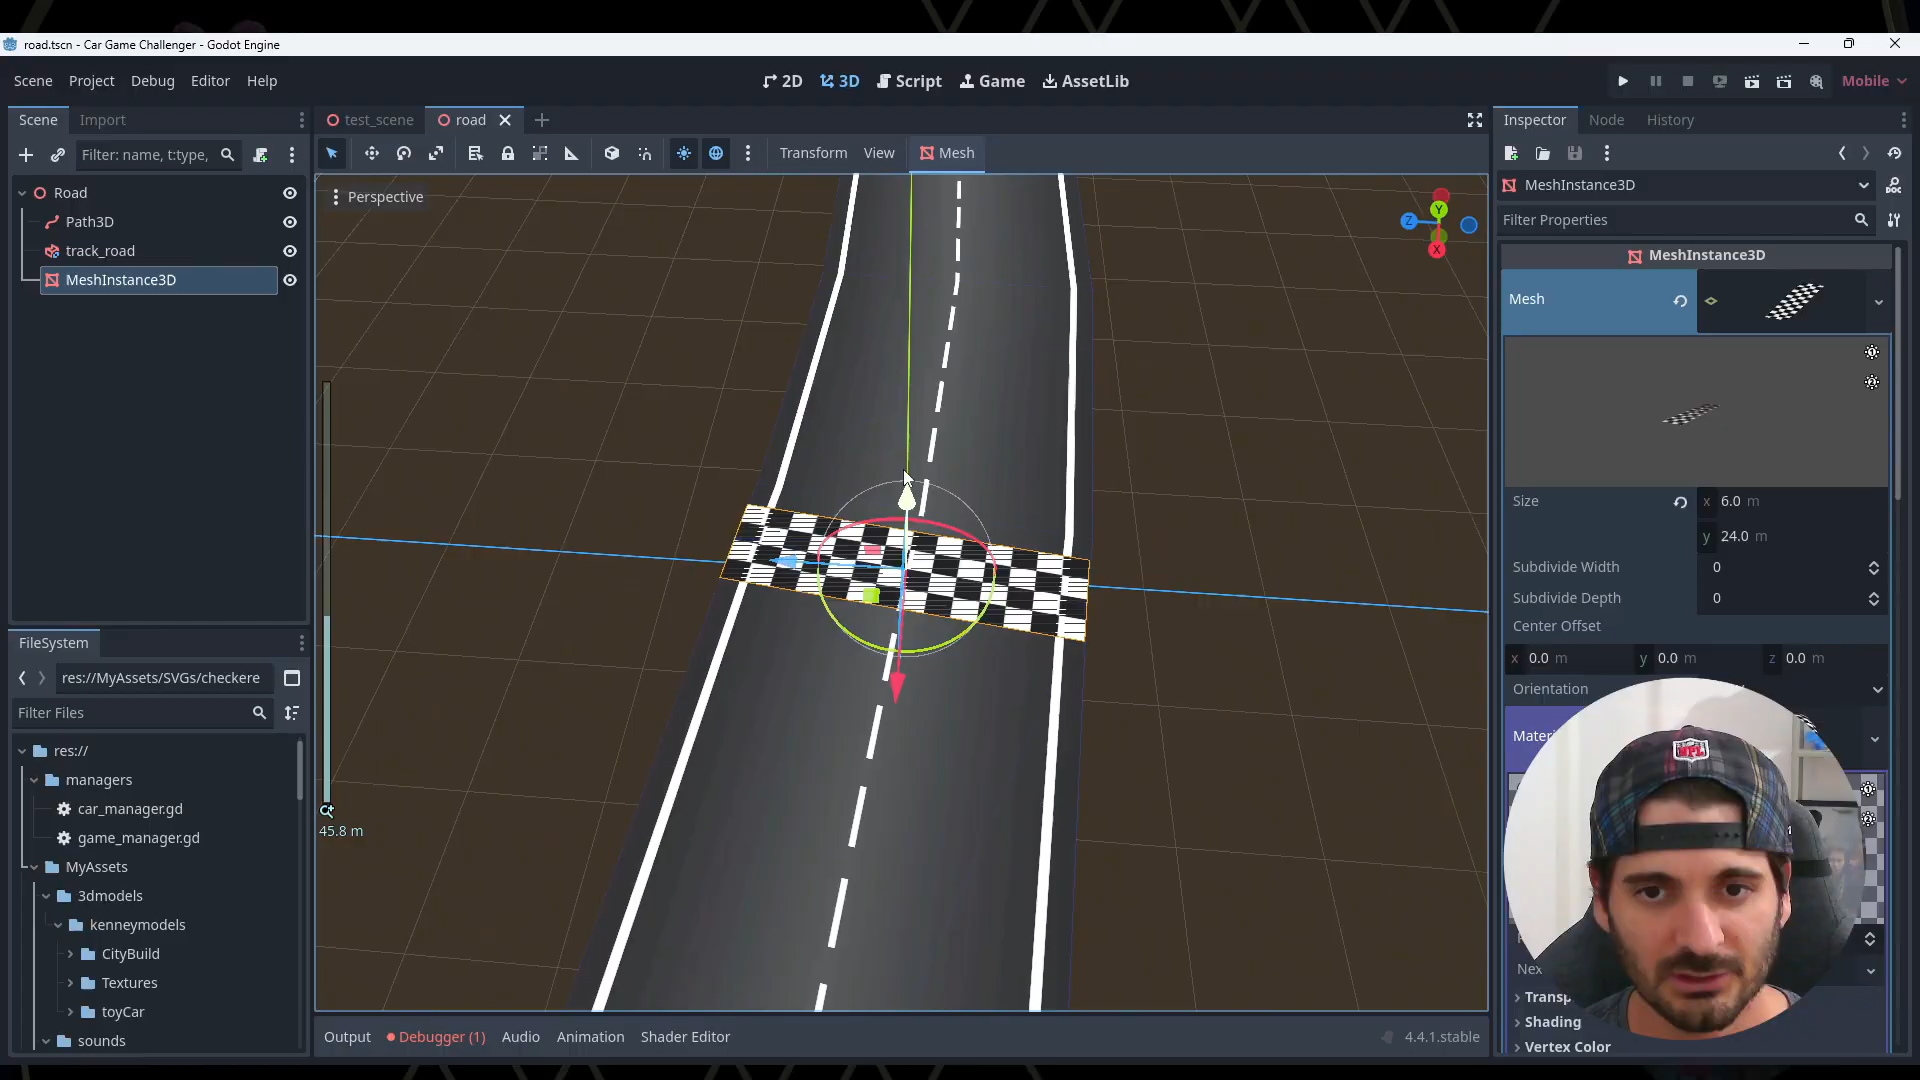 road.tscn - Car Game Challenger - Godot Engine
Scene Project Debug Editor Help
2D 3D Script Game AssetLib
Mobile
Scene Import
test_scene road
Inspector Node History
Filter: name, t:type,
Transform View Mesh
Perspective
Y
Z
X
Road
Path3D
track_road
MeshInstance3D
45.8 m
MeshInstance3D
Filter Properties
MeshInstance3D
Mesh
Size x 6.0 m
y 24.0 m
Subdivide Width 0
Subdivide Depth 0
Center Offset
x 0.0 m y 0.0 m z 0.0 m
Orientation
Materi
Nex
Transp
Shading
Vertex Color
NFL
FileSystem
res://MyAssets/SVGs/checkere
Filter Files
res://
managers
car_manager.gd
game_manager.gd
MyAssets
3dmodels
kenneymodels
CityBuild
Textures
toyCar
sounds
Output Debugger (1) Audio Animation Shader Editor 4.4.1.stable